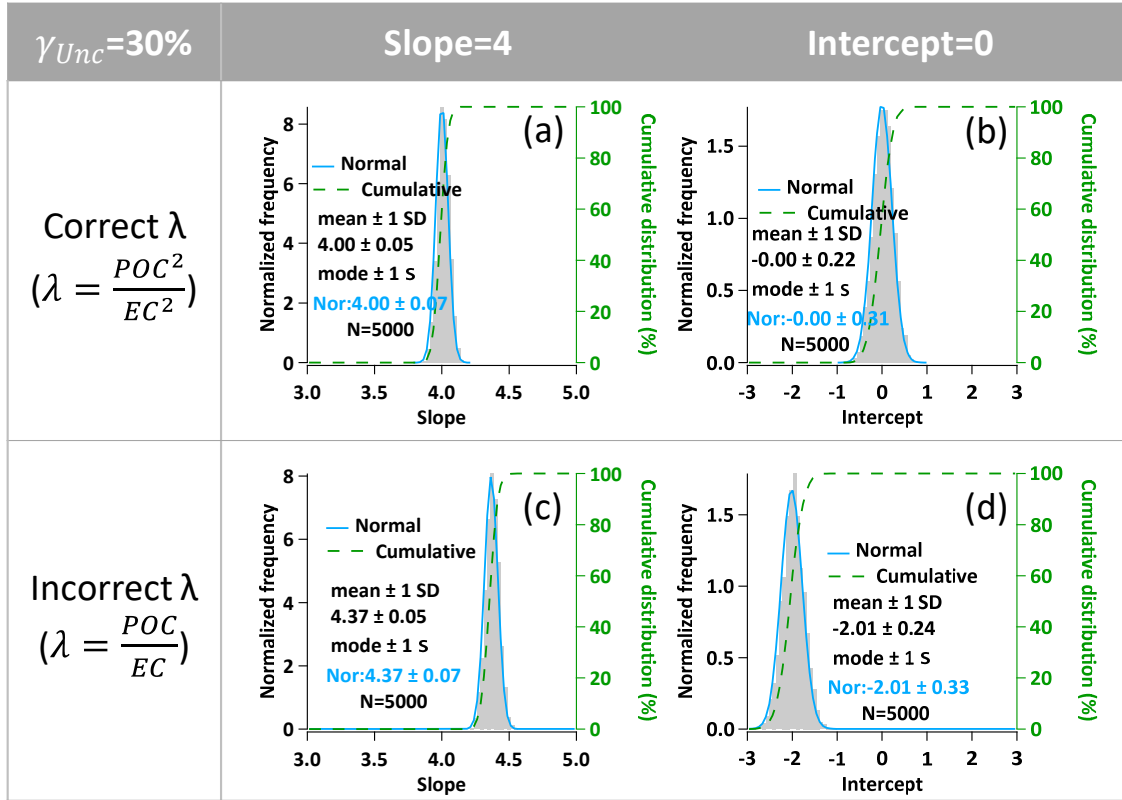 γ_Unc=30%
Slope=4
Intercept=0
Correct λ
(λ = POC²/EC²)
(a)
Normalized frequency
8
6
4
2
0
Normal
Cumulative
mean ± 1 SD
4.00 ± 0.05
mode ± 1 s
Nor:4.00 ± 0.07
N=5000
100
80
60
40
20
0
Cumulative distribution (%)
3.0 3.5 4.0 4.5 5.0
Slope
(b)
Normalized frequency
1.5
1.0
0.5
0.0
Normal
Cumulative
mean ± 1 SD
-0.00 ± 0.22
mode ± 1 s
Nor:-0.00 ± 0.31
N=5000
100
80
60
40
20
0
Cumulative distribution (%)
-3 -2 -1 0 1 2 3
Intercept
Incorrect λ
(λ = POC/EC)
(c)
Normalized frequency
8
6
4
2
0
Normal
Cumulative
mean ± 1 SD
4.37 ± 0.05
mode ± 1 s
Nor:4.37 ± 0.07
N=5000
100
80
60
40
20
0
Cumulative distribution (%)
3.0 3.5 4.0 4.5 5.0
Slope
(d)
Normalized frequency
1.5
1.0
0.5
0.0
Normal
Cumulative
mean ± 1 SD
-2.01 ± 0.24
mode ± 1 s
Nor:-2.01 ± 0.33
N=5000
100
80
60
40
20
0
Cumulative distribution (%)
-3 -2 -1 0 1 2 3
Intercept